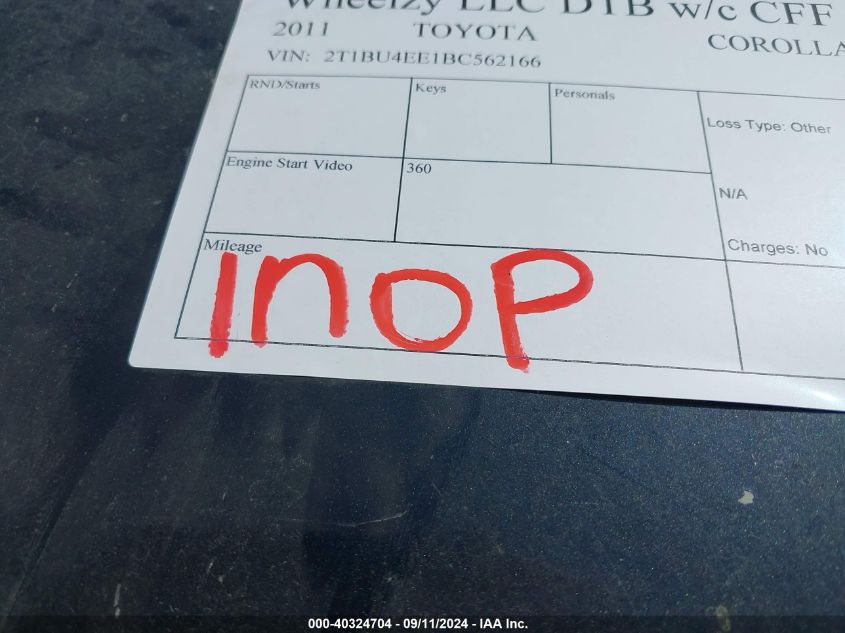 Wheelzy LLC DTB w/c CFF
2011 TOYOTA COROLLA
VIN: 2T1BU4EE1BC562166
RND/Starts Keys Personals
Loss Type: Other
Engine Start Video 360
N/A
Mileage Charges: No
INOP
000-40324704 - 09/11/2024 - IAA Inc.